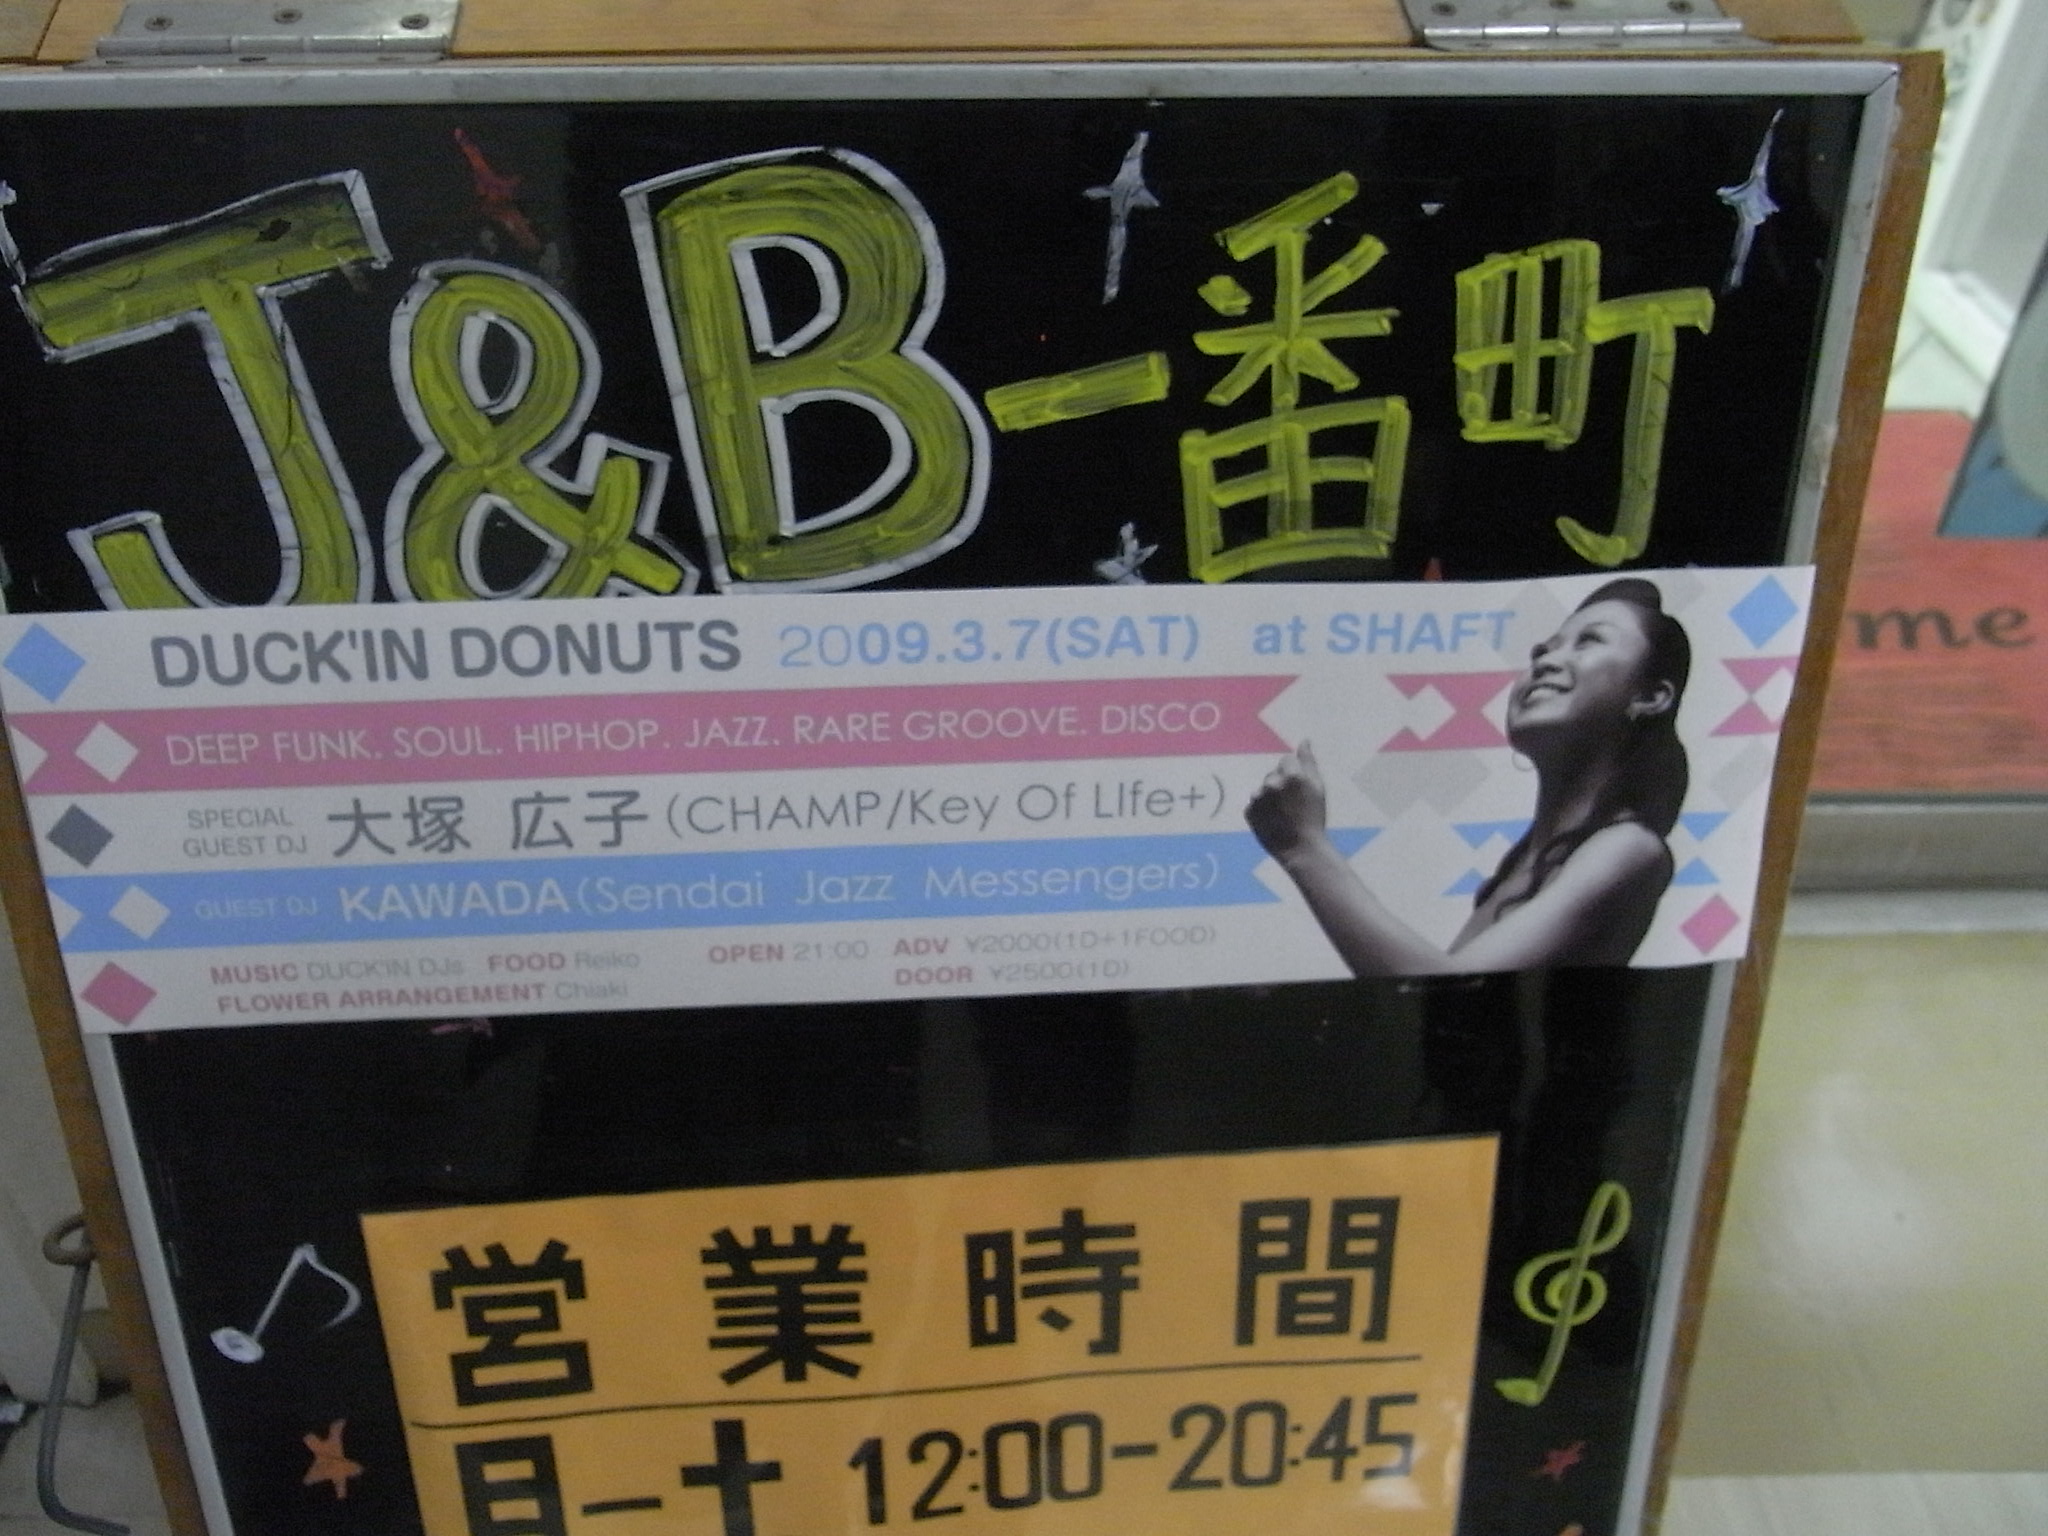 J&B一番町
DUCK'IN DONUTS 2009.3.7(SAT) at SHAFT
DEEP FUNK. SOUL. HIPHOP. JAZZ. RARE GROOVE. DISCO
SPECIAL GUEST DJ 大塚 広子 (CHAMP/Key Of LIfe+)
GUEST DJ KAWADA (Sendai Jazz Messengers)
MUSIC DUCK'IN DJs FOOD Reiko OPEN 21:00 ADV ¥2000(1D+1FOOD)
FLOWER ARRANGEMENT Chiaki DOOR ¥2500(1D)
me
営業時間
月-土 12:00-20:45